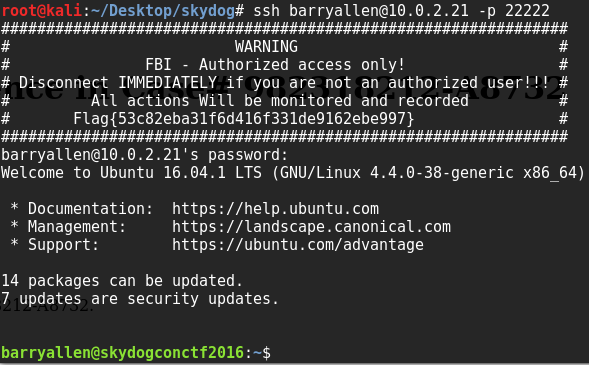 root@kali:~/Desktop/skydog# ssh barryallen@10.0.2.21 -p 22222
##############################################################
#                         WARNING                             #
#               FBI - Authorized access only!                 #
# Disconnect IMMEDIATELY if you are not an authorized user!!! #
#         All actions Will be monitored and recorded          #
#       Flag{53c82eba31f6d416f331de9162ebe997}                #
##############################################################
barryallen@10.0.2.21's password:
Welcome to Ubuntu 16.04.1 LTS (GNU/Linux 4.4.0-38-generic x86_64)

 * Documentation:  https://help.ubuntu.com
 * Management:     https://landscape.canonical.com
 * Support:        https://ubuntu.com/advantage

14 packages can be updated.
7 updates are security updates.

barryallen@skydogconctf2016:~$